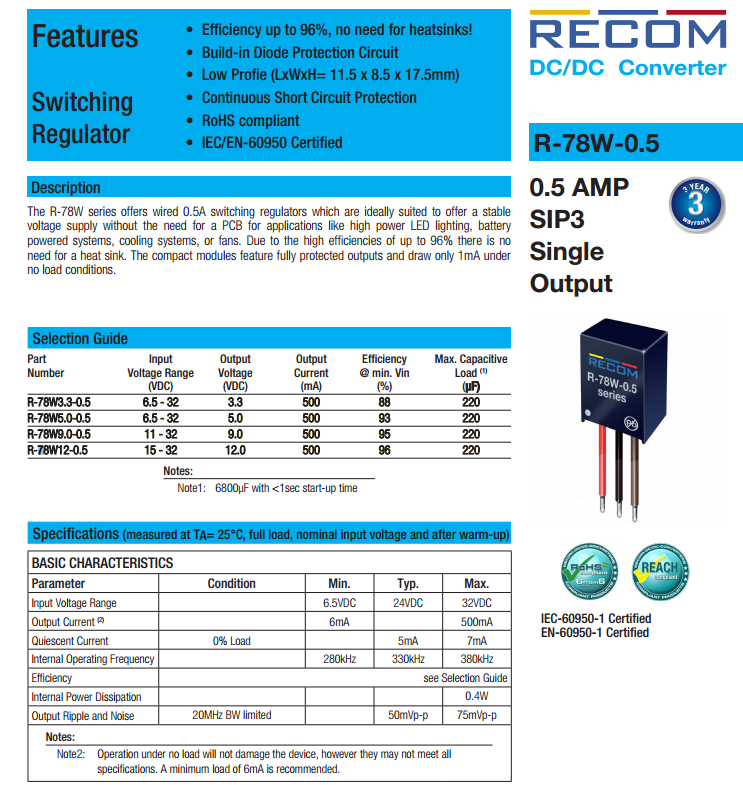 Features
Switching
Regulator
• Efficiency up to 96%, no need for heatsinks!
• Build-in Diode Protection Circuit
• Low Profie (LxWxH= 11.5 x 8.5 x 17.5mm)
• Continuous Short Circuit Protection
• RoHS compliant
• IEC/EN-60950 Certified
RECOM
DC/DC Converter
R-78W-0.5
0.5 AMP
SIP3
Single
Output
3 YEAR
3
warranty
Description
The R-78W series offers wired 0.5A switching regulators which are ideally suited to offer a stable
voltage supply without the need for a PCB for applications like high power LED lighting, battery
powered systems, cooling systems, or fans. Due to the high efficiencies of up to 96% there is no
need for a heat sink. The compact modules feature fully protected outputs and draw only 1mA under
no load conditions.
Selection Guide
Part Input Output Output Efficiency Max. Capacitive
Number Voltage Range Voltage Current @ min. Vin Load (1)
(VDC) (VDC) (mA) (%) (µF)
R-78W3.3-0.5 6.5 - 32 3.3 500 88 220
R-78W5.0-0.5 6.5 - 32 5.0 500 93 220
R-78W9.0-0.5 11 - 32 9.0 500 95 220
R-78W12-0.5 15 - 32 12.0 500 96 220
Notes:
Note1: 6800µF with <1sec start-up time
RECOM
R-78W-0.5
series
Specifications (measured at TA= 25°C, full load, nominal input voltage and after warm-up)
BASIC CHARACTERISTICS
Parameter Condition Min. Typ. Max.
Input Voltage Range 6.5VDC 24VDC 32VDC
Output Current (2) 6mA 500mA
Quiescent Current 0% Load 5mA 7mA
Internal Operating Frequency 280kHz 330kHz 380kHz
Efficiency see Selection Guide
Internal Power Dissipation 0.4W
Output Ripple and Noise 20MHz BW limited 50mVp-p 75mVp-p
Notes:
Note2: Operation under no load will not damage the device, however they may not meet all
specifications. A minimum load of 6mA is recommended.
RoHS
REACH
compliant
IEC-60950-1 Certified
EN-60950-1 Certified